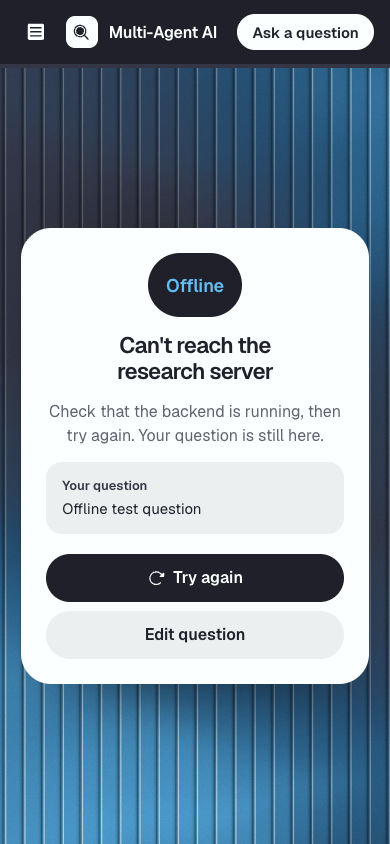 Multi-Agent AI
Ask a question
Offline
Can't reach the
research server
Check that the backend is running, then
try again. Your question is still here.
Your question
Offline test question
Try again
Edit question